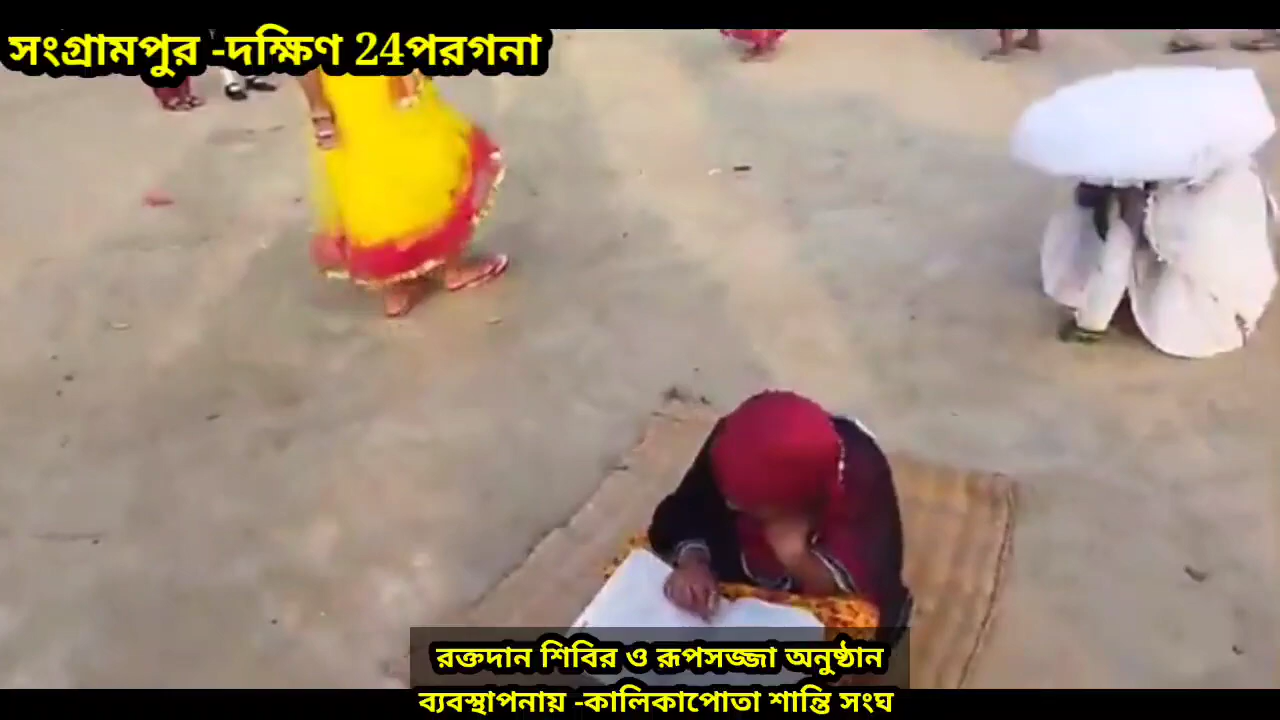 সংগ্রামপুর -দক্ষিণ 24পরগনা
রক্তদান শিবির ও রূপসজ্জা অনুষ্ঠান
ব্যবস্থাপনায় -কালিকাপোতা শান্তি সংঘ